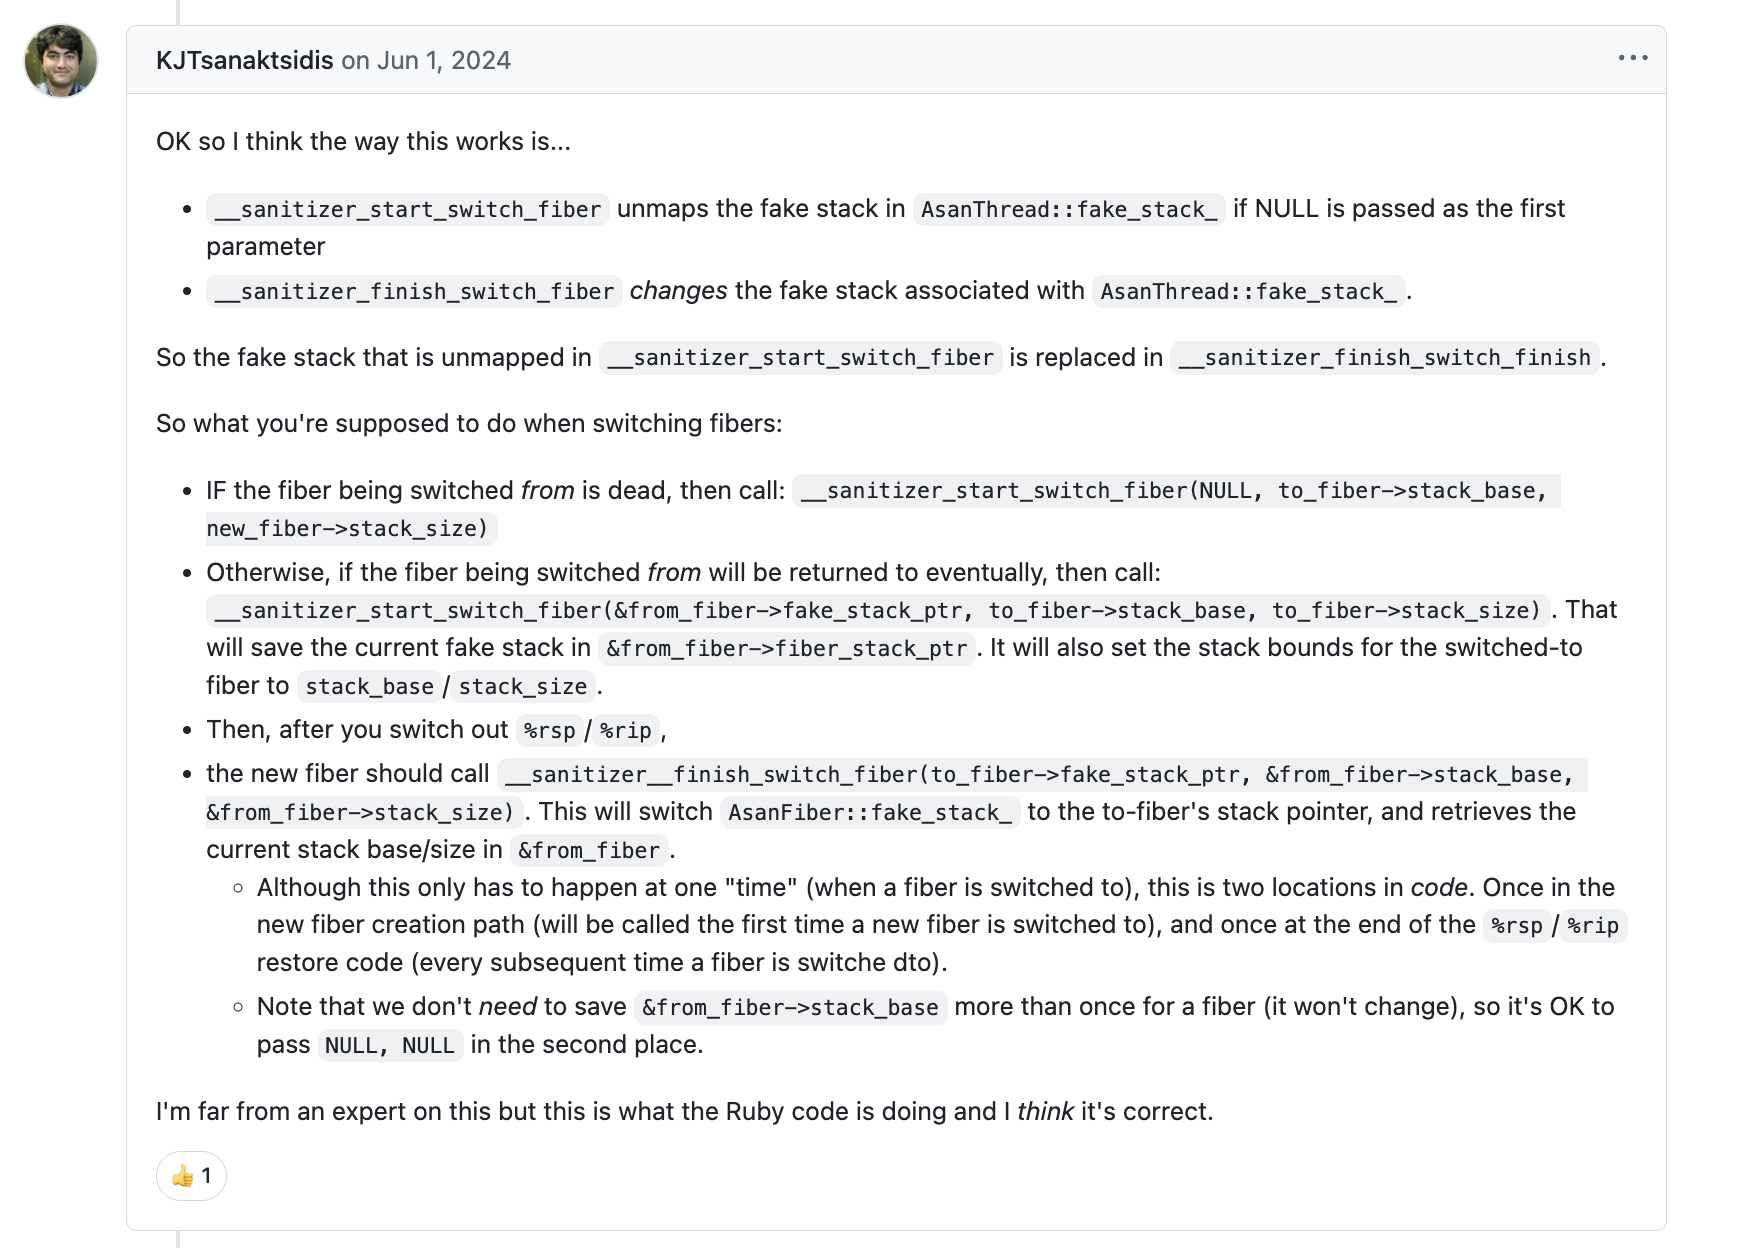 KJTsanaktsidis on Jun 1, 2024
OK so I think the way this works is...
__sanitizer_start_switch_fiber unmaps the fake stack in AsanThread::fake_stack_ if NULL is passed as the first
parameter
__sanitizer_finish_switch_fiber changes the fake stack associated with AsanThread::fake_stack_.
So the fake stack that is unmapped in __sanitizer_start_switch_fiber is replaced in __sanitizer_finish_switch_finish.
So what you're supposed to do when switching fibers:
IF the fiber being switched from is dead, then call: __sanitizer_start_switch_fiber(NULL, to_fiber->stack_base,
new_fiber->stack_size)
Otherwise, if the fiber being switched from will be returned to eventually, then call:
__sanitizer_start_switch_fiber(&from_fiber->fake_stack_ptr, to_fiber->stack_base, to_fiber->stack_size). That
will save the current fake stack in &from_fiber->fiber_stack_ptr. It will also set the stack bounds for the switched-to
fiber to stack_base/stack_size.
Then, after you switch out %rsp/%rip,
the new fiber should call __sanitizer__finish_switch_fiber(to_fiber->fake_stack_ptr, &from_fiber->stack_base,
&from_fiber->stack_size). This will switch AsanFiber::fake_stack_ to the to-fiber's stack pointer, and retrieves the
current stack base/size in &from_fiber.
Although this only has to happen at one "time" (when a fiber is switched to), this is two locations in code. Once in the
new fiber creation path (will be called the first time a new fiber is switched to), and once at the end of the %rsp/%rip
restore code (every subsequent time a fiber is switche dto).
Note that we don't need to save &from_fiber->stack_base more than once for a fiber (it won't change), so it's OK to
pass NULL, NULL in the second place.
I'm far from an expert on this but this is what the Ruby code is doing and I think it's correct.
👍 1